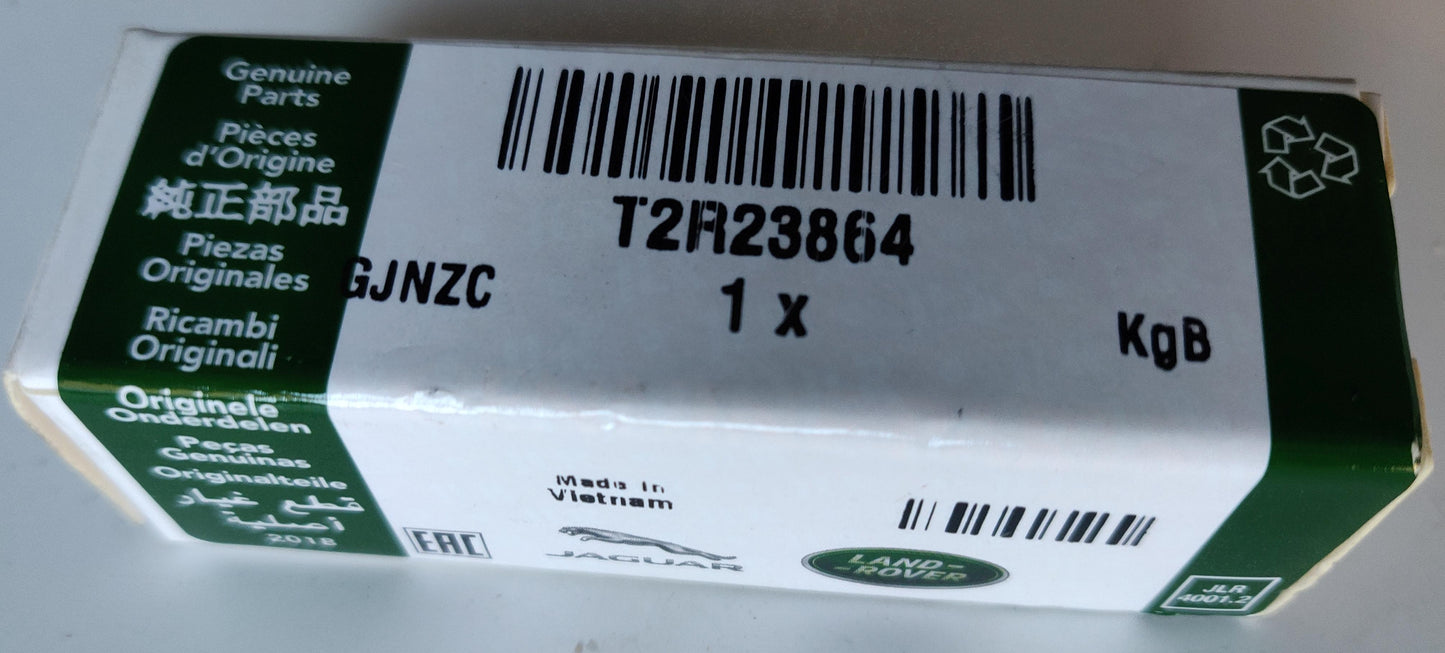 Genuine
Parts
Pièces
d'Origine
純正部品
Piezas
Originales
Ricambi
Originali
Originele
Onderdelen
Peças
Genuinas
Originalteile
قطع غيار
أصلية
2018
T2R23864
GJNZC
1 x
KgB
Made in
Vietnam
EAC
JAGUAR
LAND-
-ROVER
JLR
4001.2